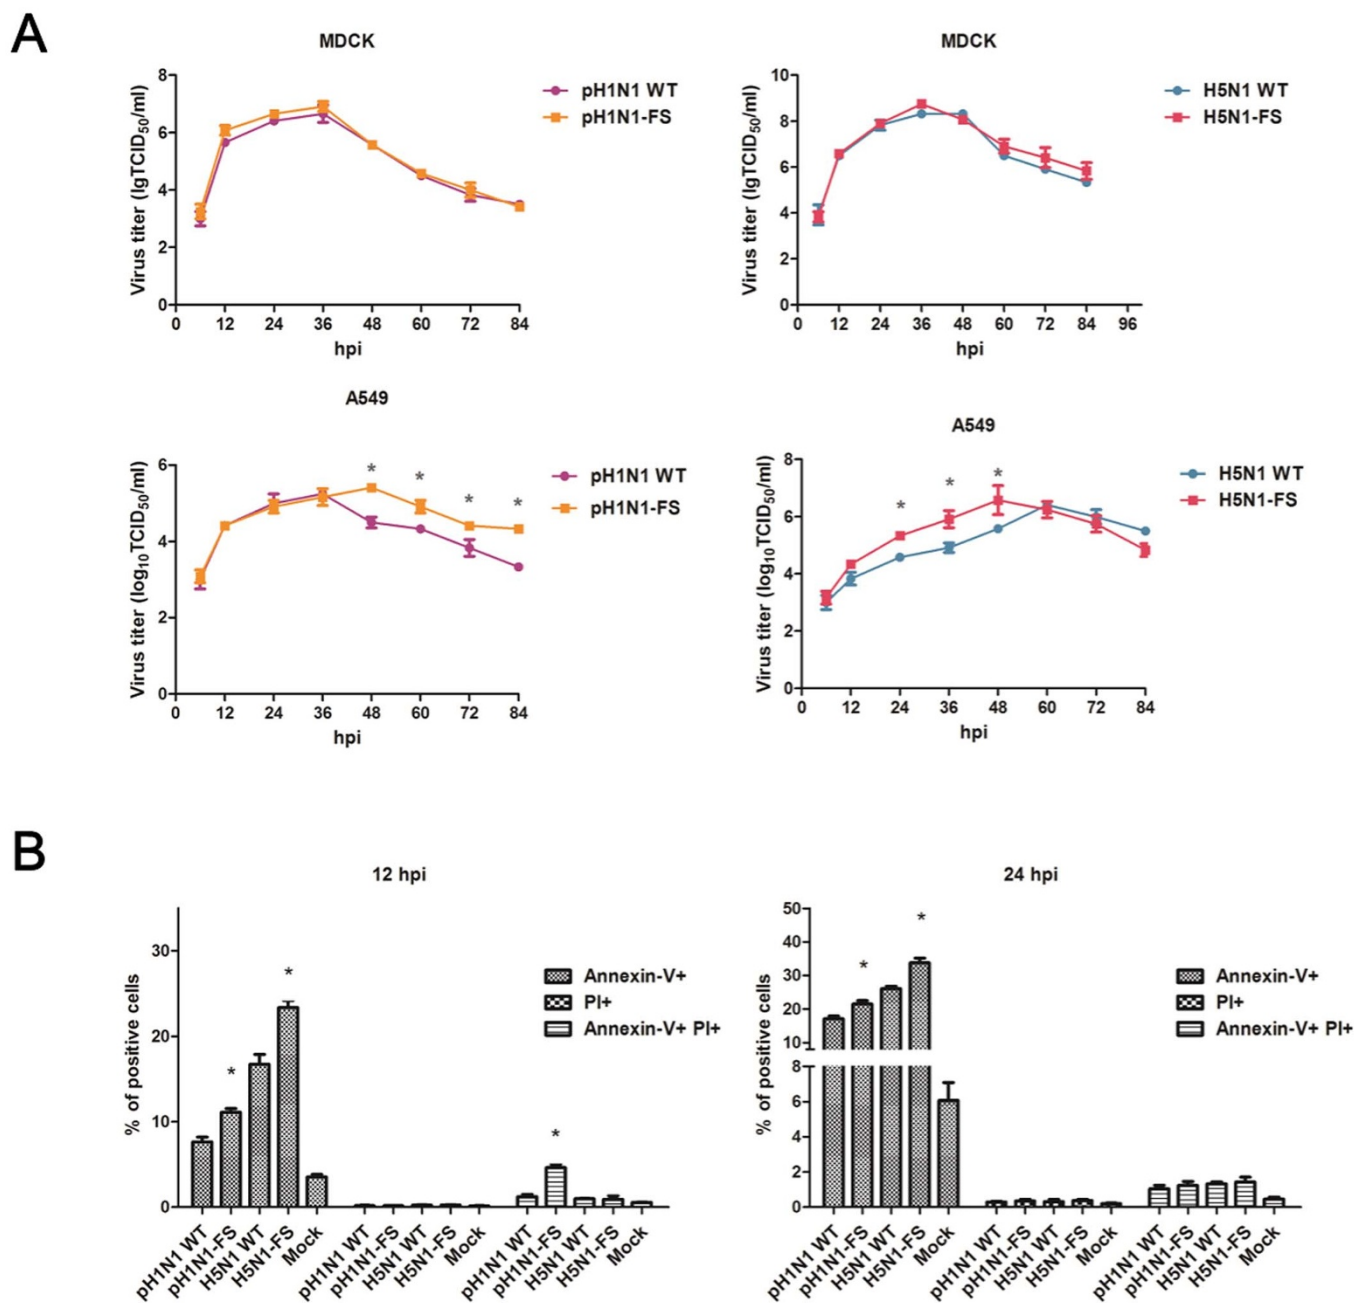 A
MDCK
Virus titer (lgTCID50/ml)
8
6
4
2
0
0 12 24 36 48 60 72 84
hpi
pH1N1 WT
pH1N1-FS
MDCK
Virus titer (lgTCID50/ml)
10
8
6
4
2
0
0 12 24 36 48 60 72 84 96
hpi
H5N1 WT
H5N1-FS
A549
Virus titer (log10TCID50/ml)
6
4
2
0
* * * *
0 12 24 36 48 60 72 84
hpi
pH1N1 WT
pH1N1-FS
A549
Virus titer (log10TCID50/ml)
8
6
4
2
0
* * *
0 12 24 36 48 60 72 84
hpi
H5N1 WT
H5N1-FS
B
12 hpi
% of positive cells
30
20
10
0
* * *
Annexin-V+
PI+
Annexin-V+ PI+
pH1N1 WT
pH1N1-FS
H5N1 WT
H5N1-FS
Mock
pH1N1 WT
pH1N1-FS
H5N1 WT
H5N1-FS
Mock
pH1N1 WT
pH1N1-FS
H5N1 WT
H5N1-FS
Mock
24 hpi
% of positive cells
50
40
30
20
10
8
6
4
2
0
* *
Annexin-V+
PI+
Annexin-V+ PI+
pH1N1 WT
pH1N1-FS
H5N1 WT
H5N1-FS
Mock
pH1N1 WT
pH1N1-FS
H5N1 WT
H5N1-FS
Mock
pH1N1 WT
pH1N1-FS
H5N1 WT
H5N1-FS
Mock